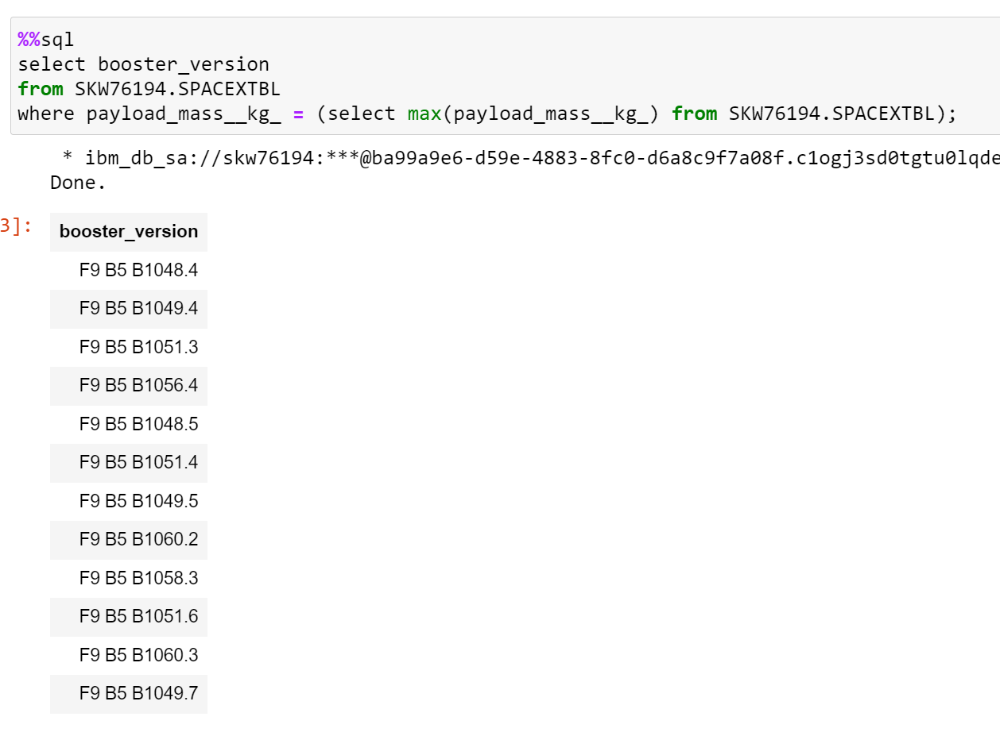 %%sql
select booster_version
from SKW76194.SPACEXTBL
where payload_mass__kg_ = (select max(payload_mass__kg_) from SKW76194.SPACEXTBL);
* ibm_db_sa://skw76194:***@ba99a9e6-d59e-4883-8fc0-d6a8c9f7a08f.c1ogj3sd0tgtu0lqde
Done.
3]:
booster_version
F9 B5 B1048.4
F9 B5 B1049.4
F9 B5 B1051.3
F9 B5 B1056.4
F9 B5 B1048.5
F9 B5 B1051.4
F9 B5 B1049.5
F9 B5 B1060.2
F9 B5 B1058.3
F9 B5 B1051.6
F9 B5 B1060.3
F9 B5 B1049.7